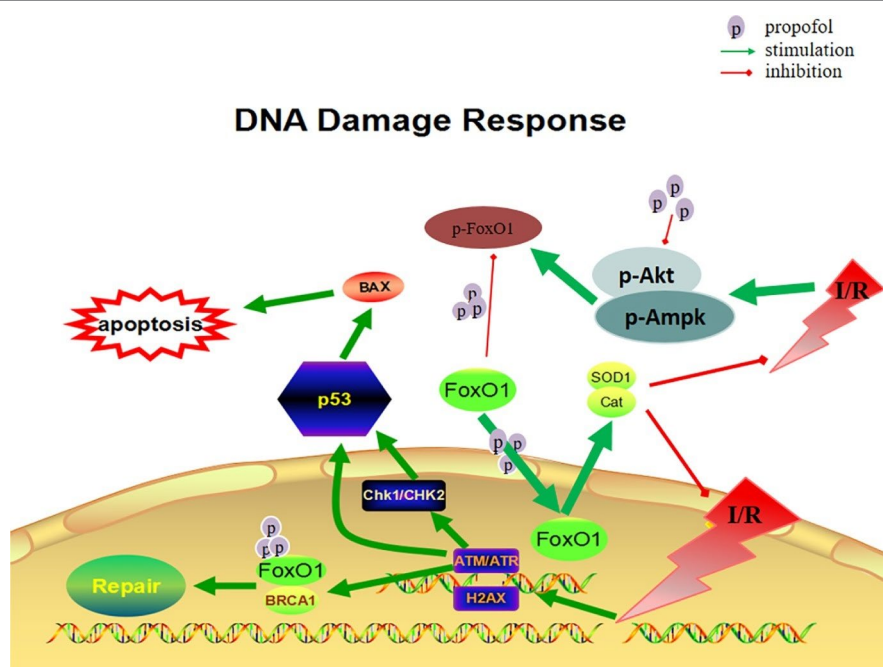 p propofol
stimulation
inhibition
DNA Damage Response
p
p
p
p-FoxO1
p-Akt
p-Ampk
I/R
BAX
apoptosis
p
p p
FoxO1
SOD1
Cat
p53
p p
p
Chk1/CHK2
I/R
p
p p
FoxO1
BRCA1
Repair
ATM/ATR
H2AX
FoxO1